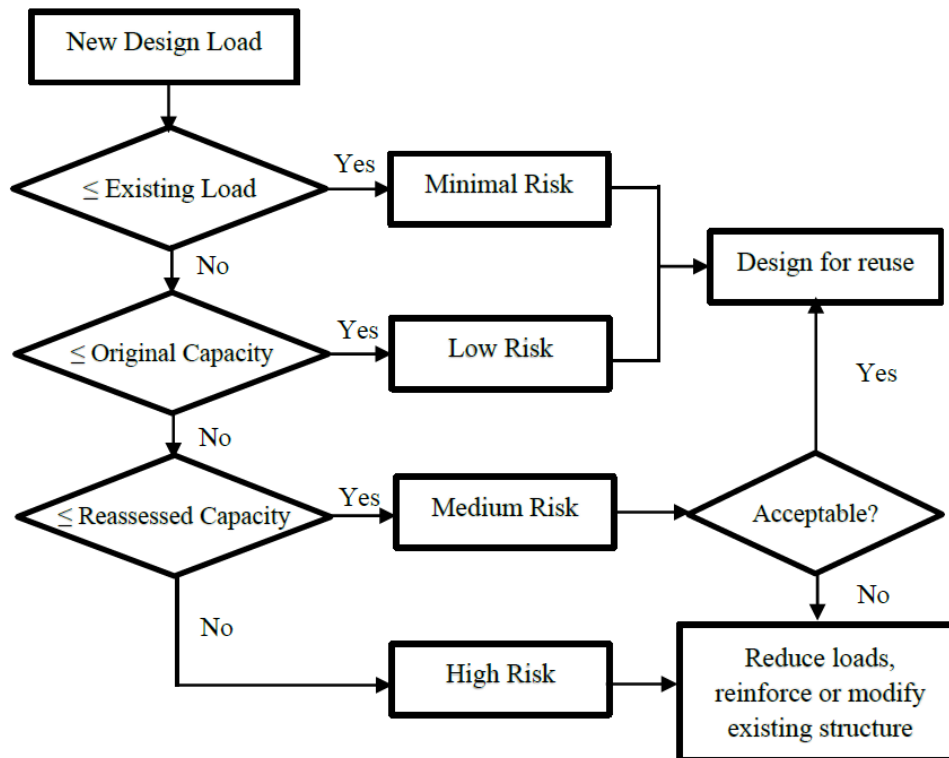 New Design Load
≤ Existing Load
Yes
Minimal Risk
No
Design for reuse
≤ Original Capacity
Yes
Low Risk
Yes
No
≤ Reassessed Capacity
Yes
Medium Risk
Acceptable?
No
No
High Risk
Reduce loads,
reinforce or modify
existing structure